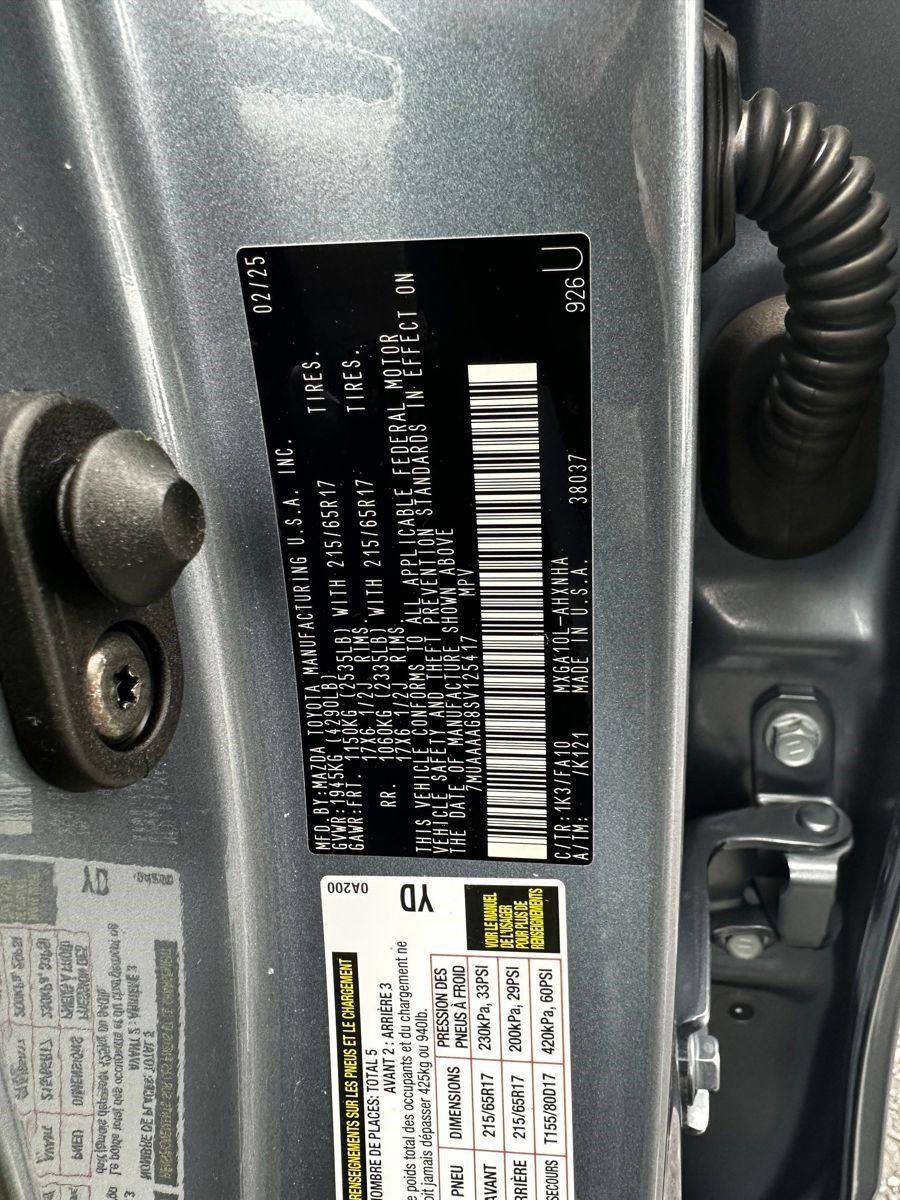 02/25
MFD.BY:MAZDA TOYOTA MANUFACTURING U.S.A. INC.
GVWR:1945KG (4290LB)
GAWR:FRT. 1150KG (2535LB) WITH 215/65R17 TIRES.
17X6 1/2J RIMS.
RR. 1060KG (2335LB) WITH 215/65R17 TIRES.
17X6 1/2J RIMS.
THIS VEHICLE CONFORMS TO ALL APPLICABLE FEDERAL MOTOR
VEHICLE SAFETY AND THEFT PREVENTION STANDARDS IN EFFECT ON
THE DATE OF MANUFACTURE SHOWN ABOVE
7MUAAAAG8SV125417 MPV
C/TR:1K3/FA10 MXGA10L-AHXNHA
A/TM: /K121 MADE IN U.S.A. 38037
926 U
0A200
YD
RENSEIGNEMENTS SUR LES PNEUS ET LE CHARGEMENT
NOMBRE DE PLACES: TOTAL 5
AVANT 2 : ARRIÈRE 3
poids total des occupants et du chargement ne
jamais dépasser 425kg ou 940lb.
PNEU DIMENSIONS PRESSION DES PNEUS À FROID
AVANT 215/65R17 230kPa, 33PSI
ARRIÈRE 215/65R17 200kPa, 29PSI
SECOURS T155/80D17 420kPa, 60PSI
VOIR LE MANUEL
DE L'USAGER
POUR PLUS DE
RENSEIGNEMENTS